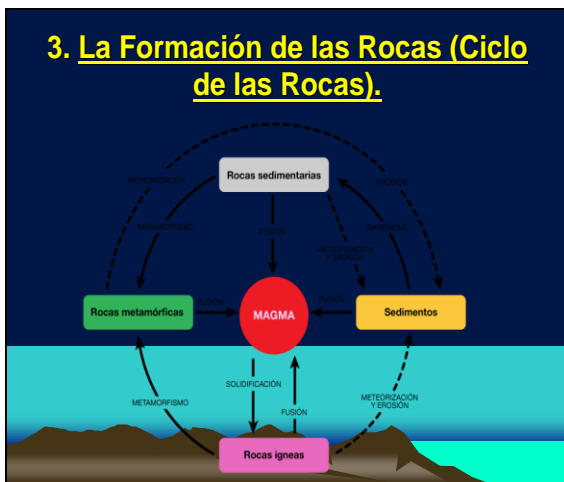 3. La Formación de las Rocas (Ciclo
de las Rocas).
METEORIZACIÓN
EROSIÓN
Rocas sedimentarias
METAMORFISMO
FUSIÓN
METEORIZACIÓN
Y EROSIÓN
DIAGÉNESIS
Rocas metamórficas
FUSIÓN
MAGMA
FUSIÓN
Sedimentos
SOLIDIFICACIÓN
METAMORFISMO
FUSIÓN
METEORIZACIÓN
Y EROSIÓN
Rocas igneas